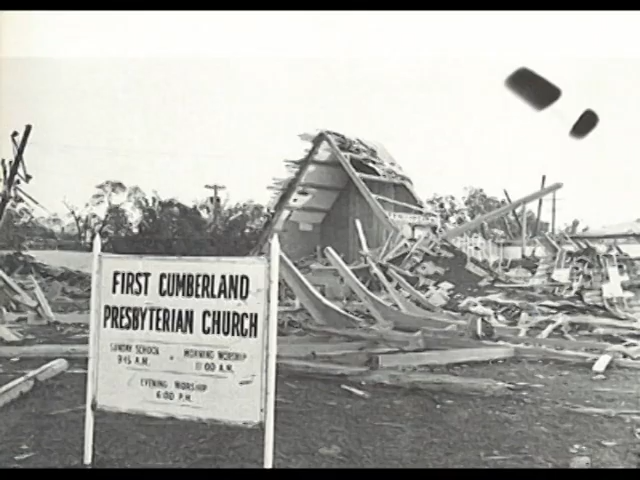 FIRST CUMBERLAND
PRESBYTERIAN CHURCH
SUNDAY SCHOOL • MORNING WORSHIP
9:45 A.M. 11:00 A.M.
EVENING WORSHIP
6:00 P.M.